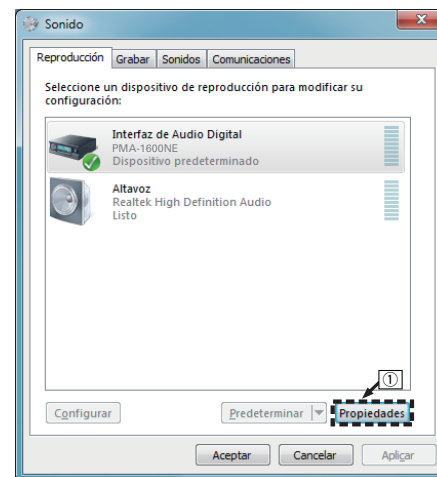 Sonido
Reproducción Grabar Sonidos Comunicaciones
Seleccione un dispositivo de reproducción para modificar su
configuración:
Interfaz de Audio Digital
PMA-1600NE
Dispositivo predeterminado
Altavoz
Realtek High Definition Audio
Listo
①
Configurar Predeterminar Propiedades
Aceptar Cancelar Aplicar